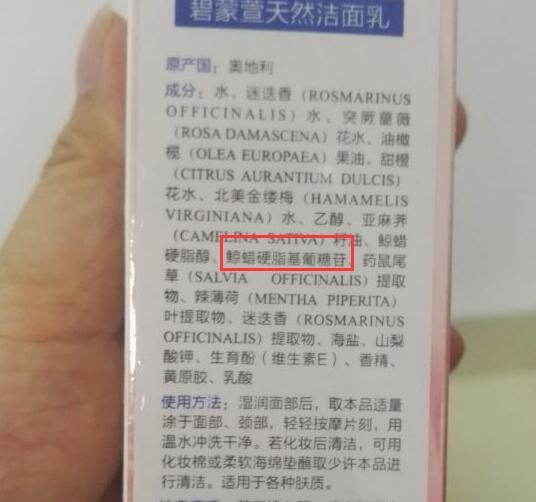 碧蒙萱天然洁面乳
原产国：奥地利
成分：水、迷迭香（ROSMARINUS
OFFICINALIS）水、突厥蔷薇
（ROSA DAMASCENA）花水、油橄
榄（OLEA EUROPAEA）果油、甜橙
（CITRUS AURANTIUM DULCIS）
花水、北美金缕梅（HAMAMELIS
VIRGINIANA）水、乙醇、亚麻荠
（CAMELINA SATIVA）籽油、鲸蜡
硬脂醇、鲸蜡硬脂基葡糖苷、药鼠尾
草（SALVIA OFFICINALIS）提取
物、辣薄荷（MENTHA PIPERITA）
叶提取物、迷迭香（ROSMARINUS
OFFICINALIS）提取物、海盐、山梨
酸钾、生育酚（维生素E）、香精、
黄原胶、乳酸
使用方法：湿润面部后，取本品适量
涂于面部、颈部，轻轻按摩片刻，用
温水冲洗干净。若化妆后清洁，可用
化妆棉或柔软海绵垫蘸取少许本品进
行清洁。适用于各种肤质。